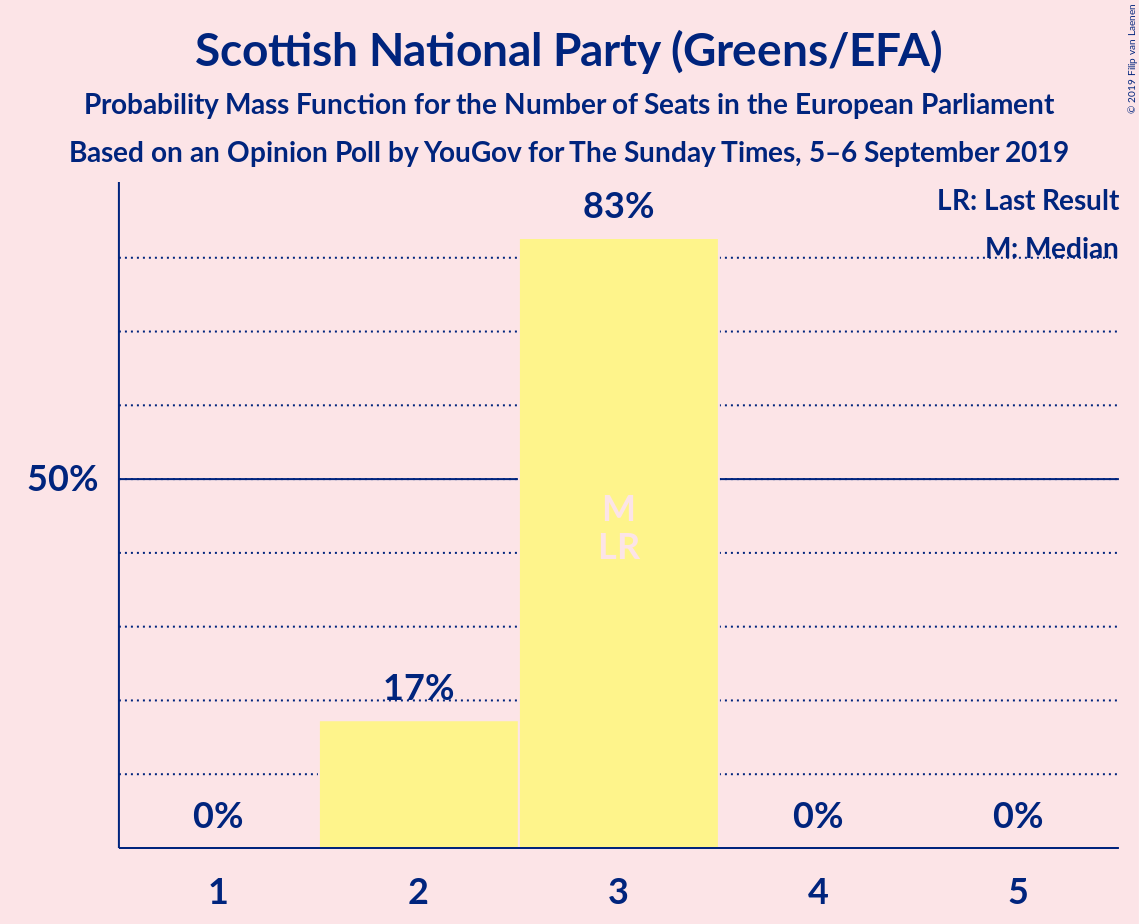 Scottish National Party (Greens/EFA)
Probability Mass Function for the Number of Seats in the European Parliament
Based on an Opinion Poll by YouGov for The Sunday Times, 5–6 September 2019
© 2019 Filip van Laenen
LR: Last Result
M: Median
83%
50%
M
LR
17%
0%
0%
0%
1
2
3
4
5